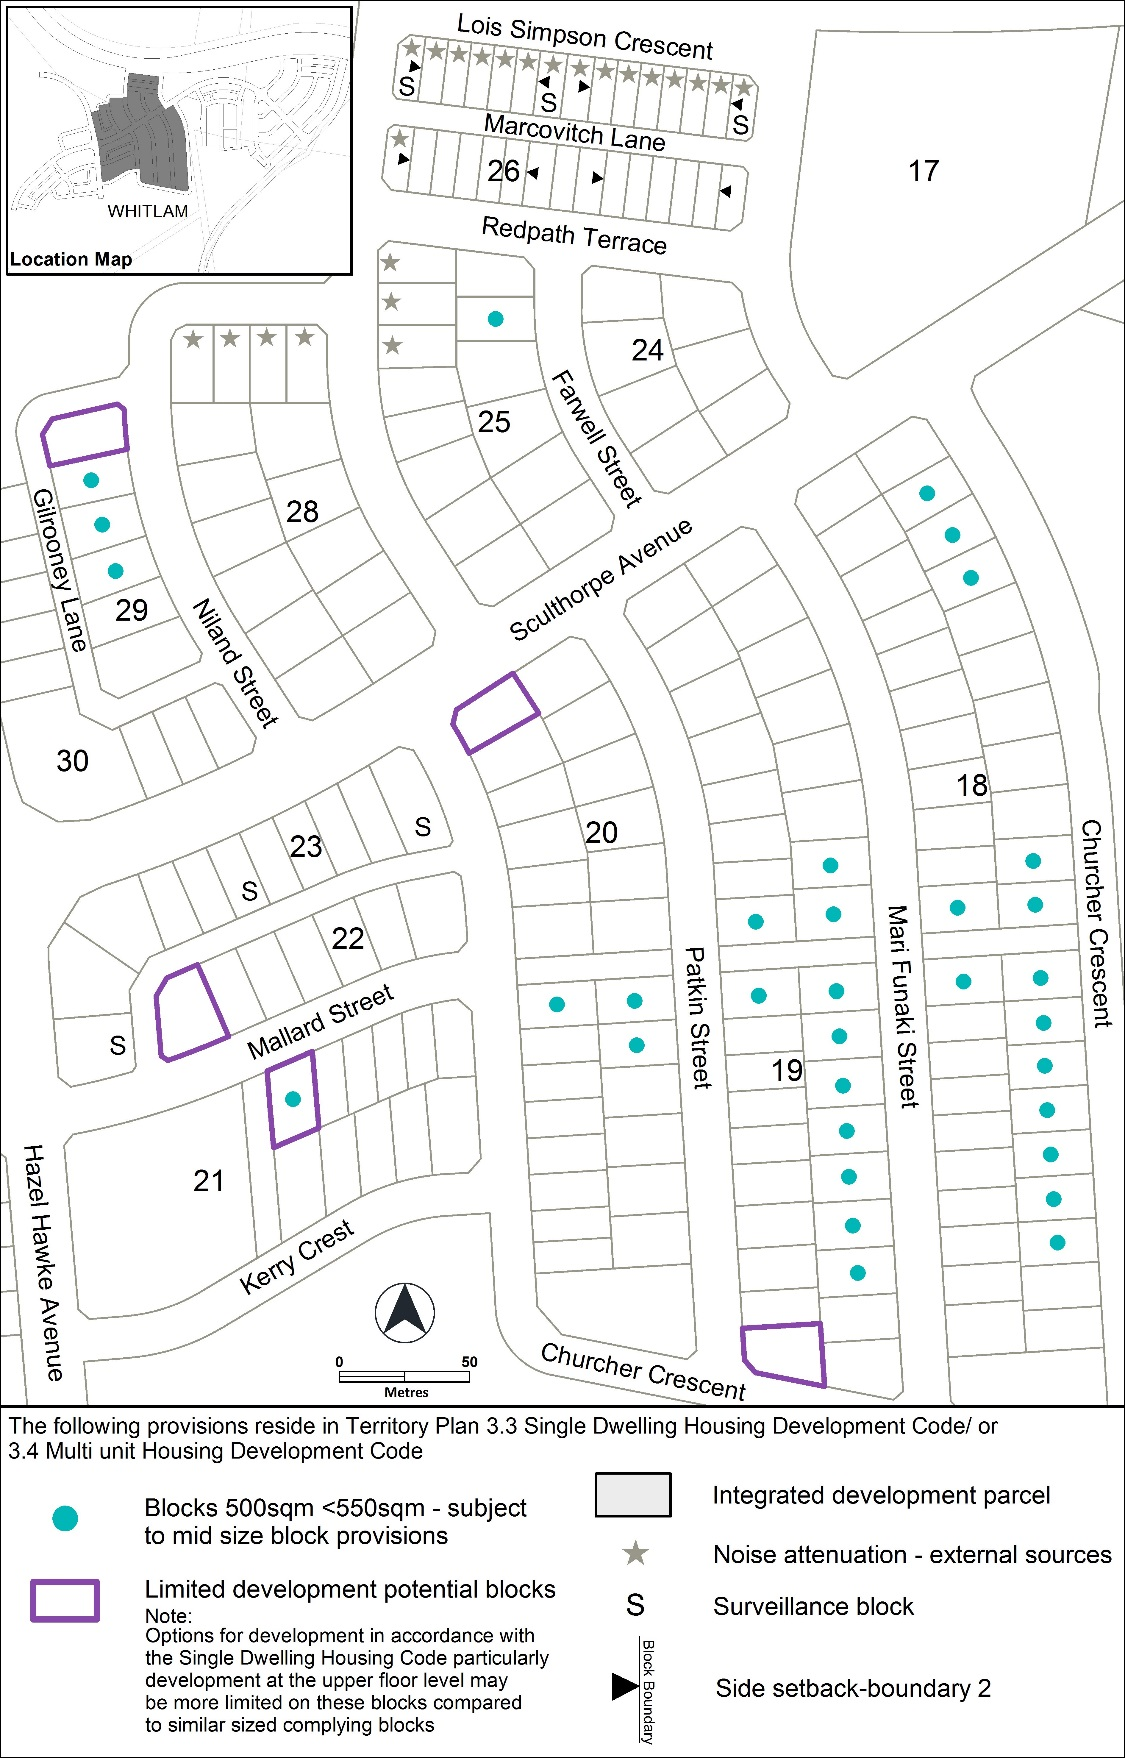 WHITLAM
Location Map
Lois Simpson Crescent
S
S
S
Marcovitch Lane
26
17
Redpath Terrace
24
25
Farwell Street
28
Gilrooney Lane
29
Niland Street
Sculthorpe Avenue
30
23
S
S
20
18
22
Mallard Street
S
Patkin Street
Mari Funaki Street
Churcher Crescent
19
21
Hazel Hawke Avenue
Kerry Crest
0 50
Metres
Churcher Crescent
The following provisions reside in Territory Plan 3.3 Single Dwelling Housing Development Code/ or
3.4 Multi unit Housing Development Code
Blocks 500sqm <550sqm - subject
to mid size block provisions
Limited development potential blocks
Note:
Options for development in accordance with
the Single Dwelling Housing Code particularly
development at the upper floor level may
be more limited on these blocks compared
to similar sized complying blocks
Integrated development parcel
Noise attenuation - external sources
S Surveillance block
Block Boundary
Side setback-boundary 2